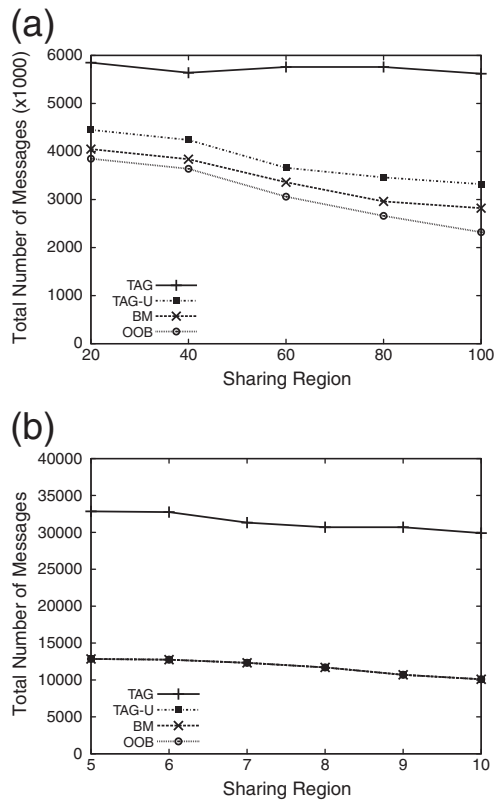 (a)
Total Number of Messages (x1000)
6000
5000
4000
3000
2000
1000
0
TAG
TAG-U
BM
OOB
20 40 60 80 100
Sharing Region
(b)
Total Number of Messages
40000
35000
30000
25000
20000
15000
10000
5000
0
TAG
TAG-U
BM
OOB
5 6 7 8 9 10
Sharing Region